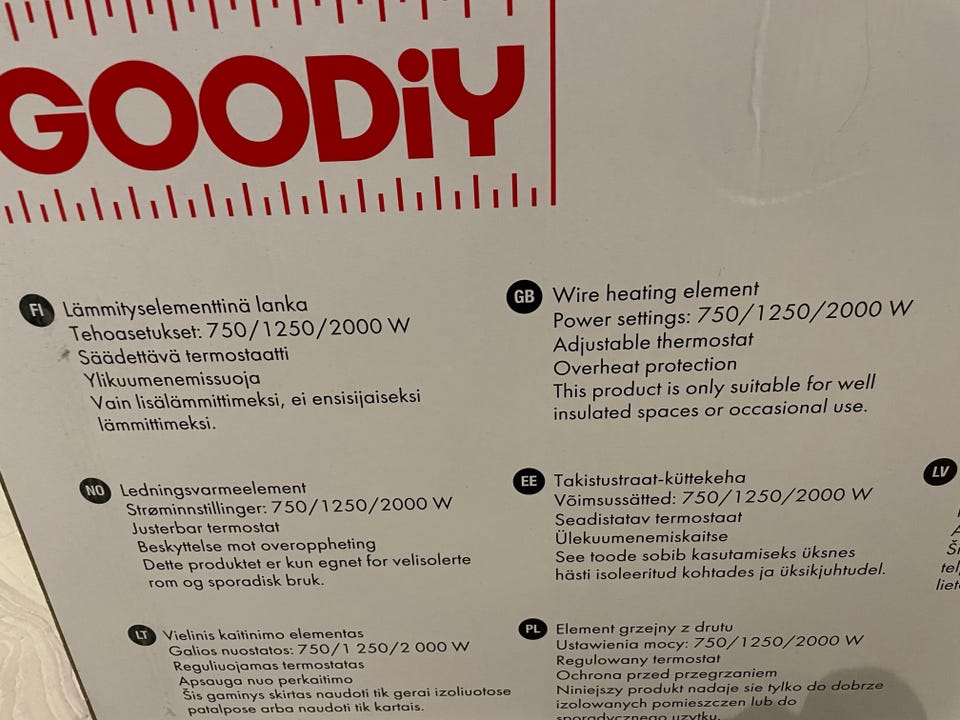 GOODiY
FI
Lämmityselementtinä lanka
Tehoasetukset: 750/1250/2000 W
Säädettävä termostaatti
Ylikuumenemissuoja
Vain lisälämmittimeksi, ei ensisijaiseksi
lämmittimeksi.
GB
Wire heating element
Power settings: 750/1250/2000 W
Adjustable thermostat
Overheat protection
This product is only suitable for well
insulated spaces or occasional use.
NO
Ledningsvarmeelement
Strøminnstillinger: 750/1250/2000 W
Justerbar termostat
Beskyttelse mot overoppheting
Dette produktet er kun egnet for velisolerte
rom og sporadisk bruk.
EE
Takistustraat-küttekeha
Võimsussätted: 750/1250/2000 W
Seadistatav termostaat
Ülekuumenemiskaitse
See toode sobib kasutamiseks üksnes
hästi isoleeritud kohtades ja üksikjuhtudel.
LV
LT
Vielinis kaitinimo elementas
Galios nuostatos: 750/1 250/2 000 W
Reguliuojamas termostatas
Apsauga nuo perkaitimo
Šis gaminys skirtas naudoti tik gerai izoliuotose
patalpose arba naudoti tik kartais.
PL
Element grzejny z drutu
Ustawienia mocy: 750/1250/2000 W
Regulowany termostat
Ochrona przed przegrzaniem
Niniejszy produkt nadaje sie tylko do dobrze
izolowanych pomieszczen lub do
sporadycznego uzytku.